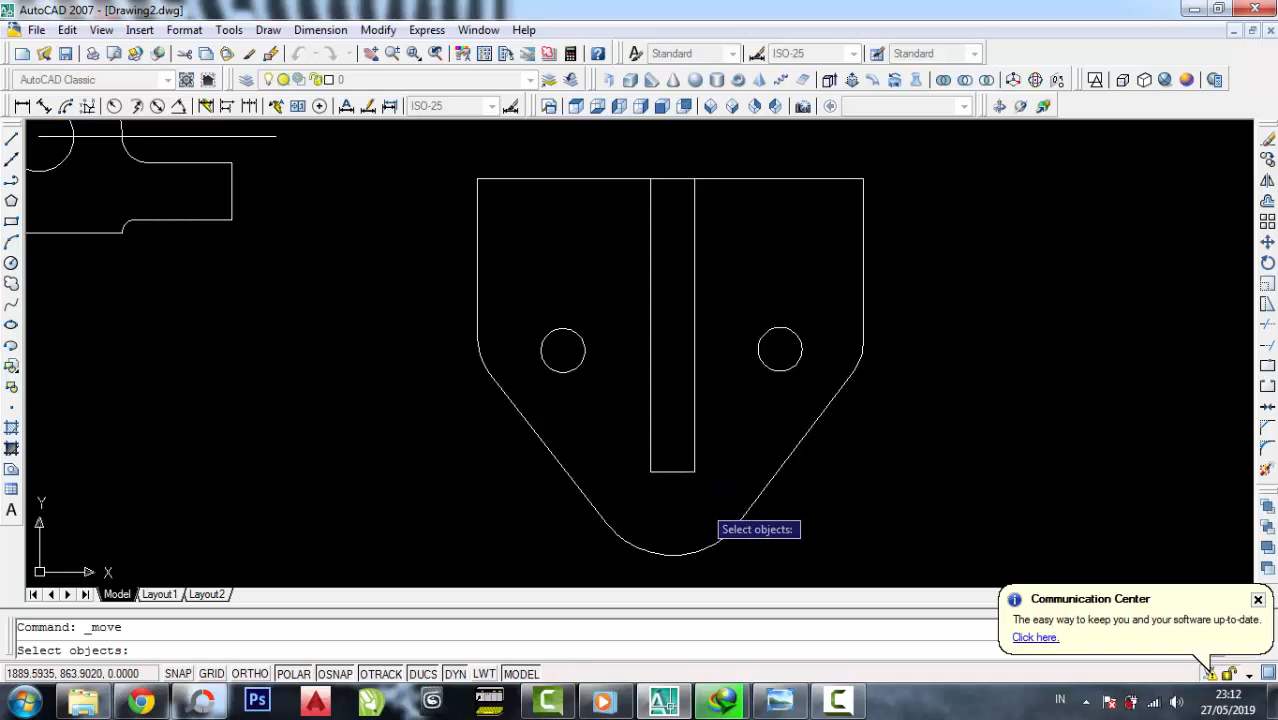 AutoCAD 2007 - [Drawing2.dwg]
File Edit View Insert Format Tools Draw Dimension Modify Express Window Help
Standard ISO-25 Standard
AutoCAD Classic 0
ISO-25
Select objects:
Y
X
Model Layout1 Layout2
Communication Center
The easy way to keep you and your software up-to-date.
Click here.
Command: _move
Select objects:
1889.5935, 863.9020, 0.0000 SNAP GRID ORTHO POLAR OSNAP OTRACK DUCS DYN LWT MODEL
Ps
IN
23:12
27/05/2019